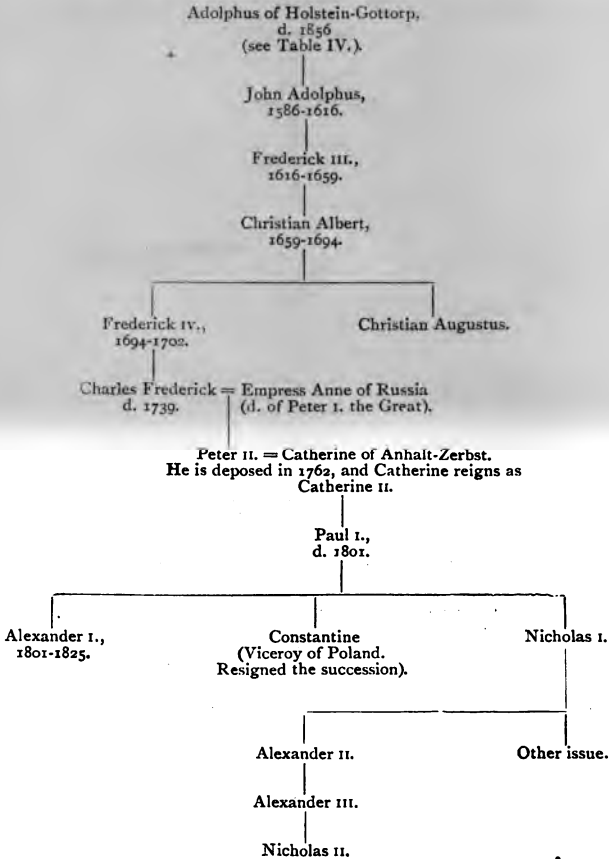 Adolphus of Holstein-Gottorp,
d. 1856
(see Table IV.).
John Adolphus,
1586-1616.
Frederick III.,
1616-1659.
Christian Albert,
1659-1694.
Frederick IV.,
1694-1702.
Christian Augustus.
Charles Frederick = Empress Anne of Russia
d. 1739.
(d. of Peter I. the Great).
Peter II. = Catherine of Anhalt-Zerbst.
He is deposed in 1762, and Catherine reigns as
Catherine II.
Paul I.,
d. 1801.
Alexander I.,
1801-1825.
Constantine
(Viceroy of Poland.
Resigned the succession).
Nicholas I.
Alexander II.
Other issue.
Alexander III.
Nicholas II.